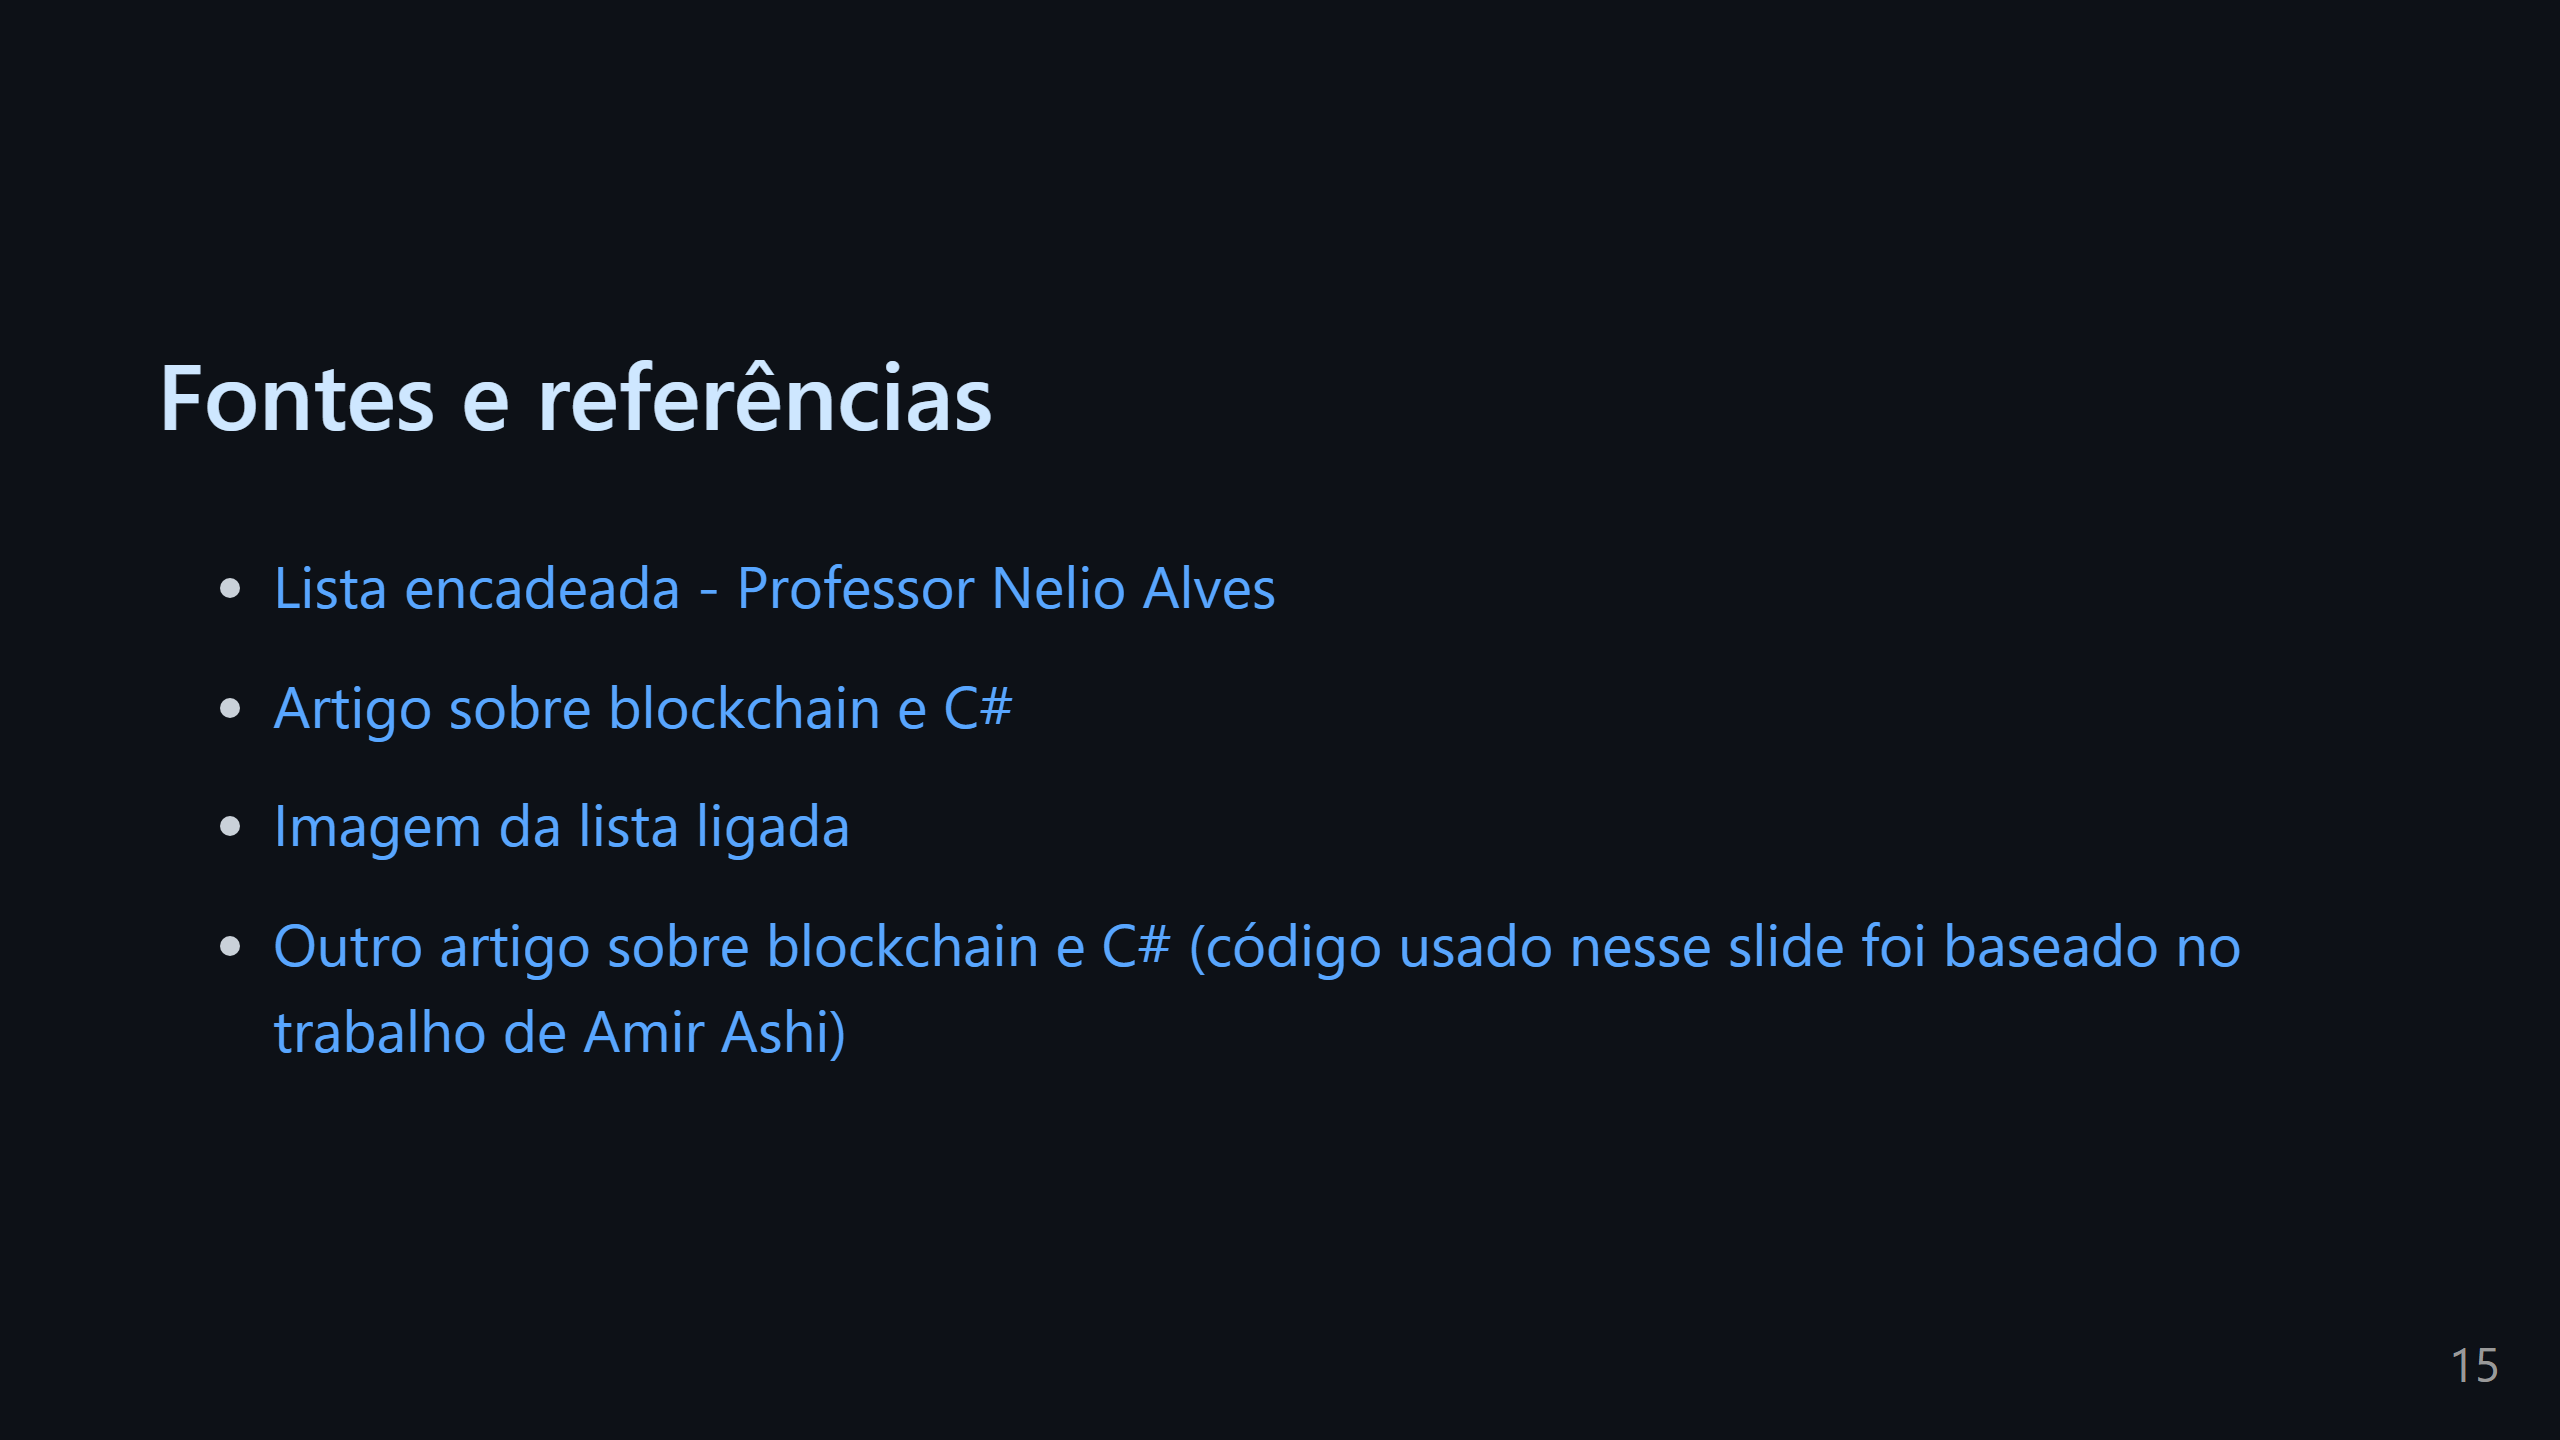 Fontes e referências
• Lista encadeada - Professor Nelio Alves
• Artigo sobre blockchain e C#
• Imagem da lista ligada
• Outro artigo sobre blockchain e C# (código usado nesse slide foi baseado no
trabalho de Amir Ashi)
15